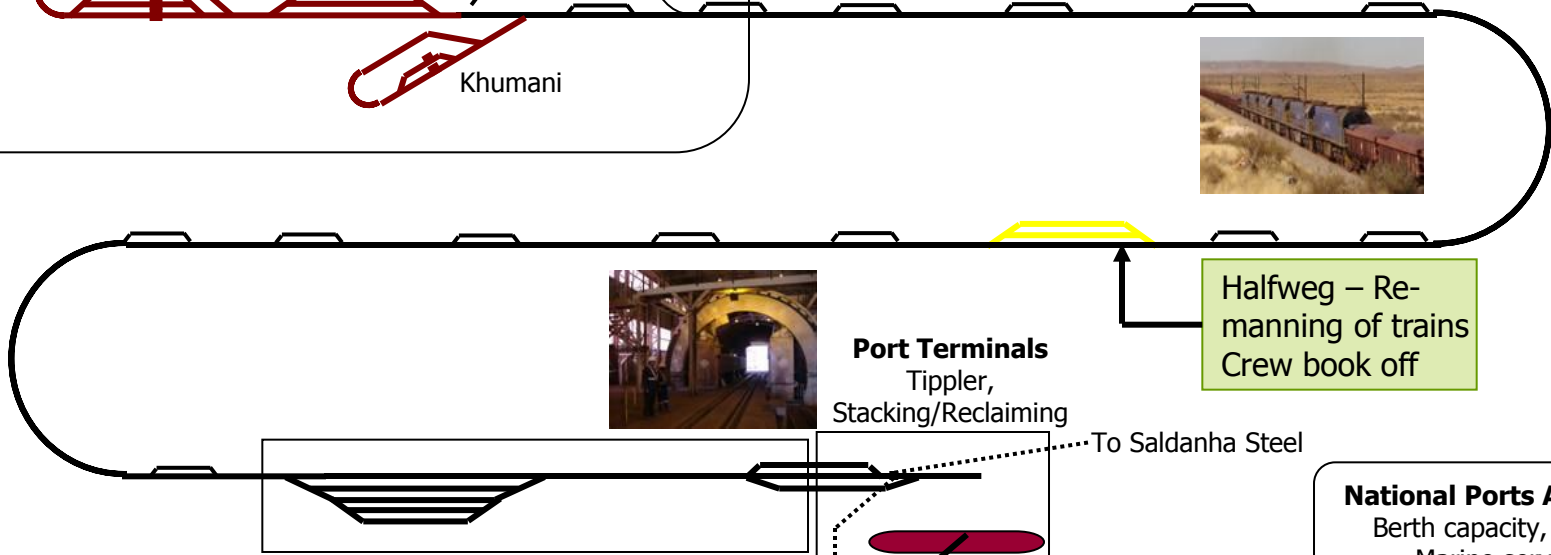 Khumani
Halfweg – Re-
manning of trains
Crew book off
Port Terminals
Tippler,
Stacking/Reclaiming
To Saldanha Steel
National Ports
Berth capacity,